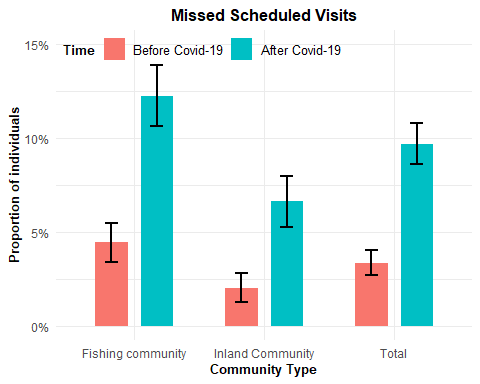 Missed Scheduled Visits
Time Before Covid-19 After Covid-19
15%
10%
5%
0%
Proportion of individuals
Fishing community Inland Community Total
Community Type